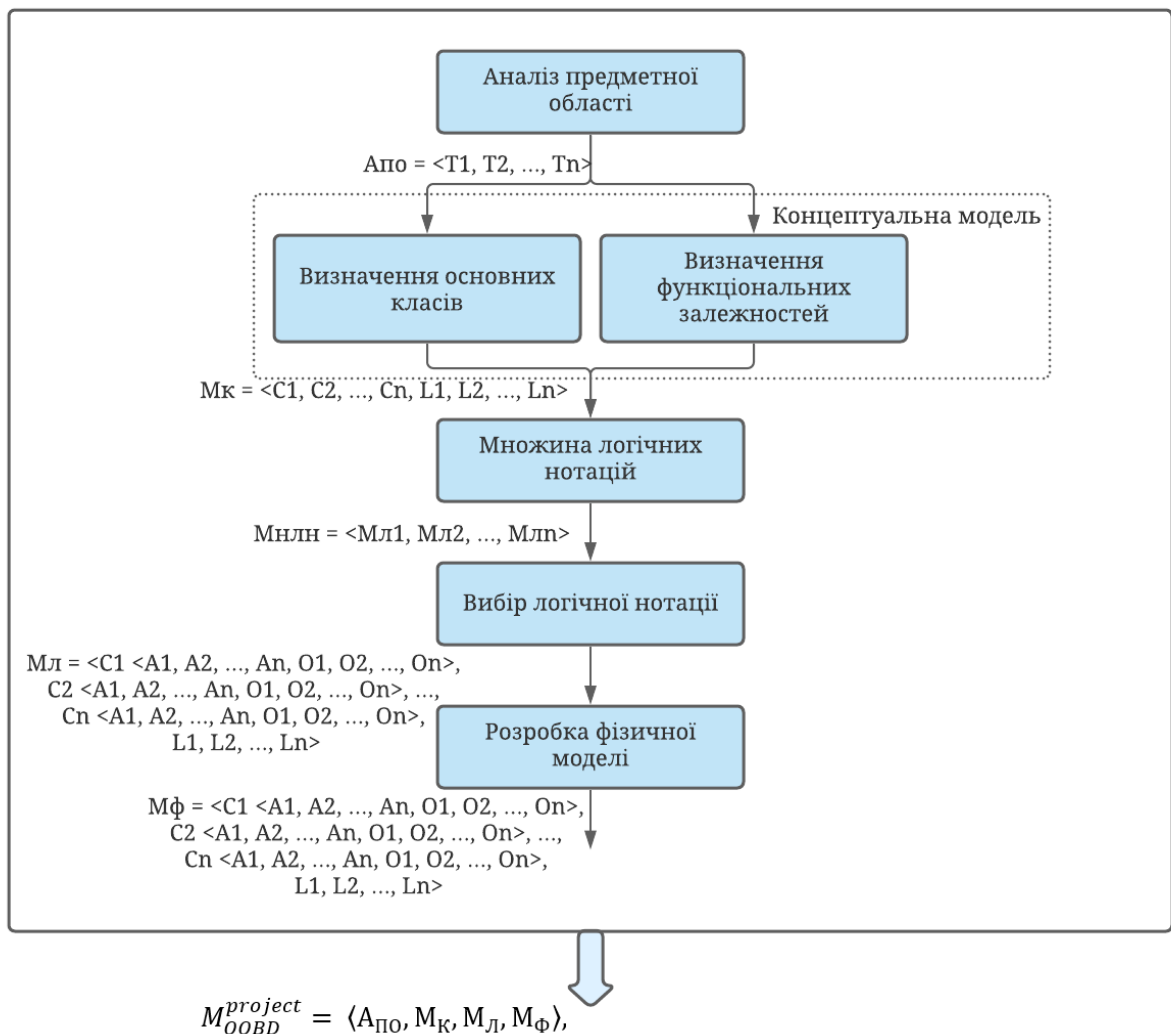 Аналіз предметної
області
Апо = <T1, T2, ..., Tn>
Концептуальна модель
Визначення основних
класів
Визначення
функціональних
залежностей
Мк = <C1, C2, ..., Cn, L1, L2, ..., Ln>
Множина логічних
нотацій
Мнлн = <Мл1, Мл2, ..., Млn>
Вибір логічної нотації
Мл = <C1 <A1, A2, ..., An, O1, O2, ..., On>,
C2 <A1, A2, ..., An, O1, O2, ..., On>, ...,
Cn <A1, A2, ..., An, O1, O2, ..., On>,
L1, L2, ..., Ln>
Розробка фізичної
моделі
Мф = <C1 <A1, A2, ..., An, O1, O2, ..., On>,
C2 <A1, A2, ..., An, O1, O2, ..., On>, ...,
Cn <A1, A2, ..., An, O1, O2, ..., On>,
L1, L2, ..., Ln>
M^{project}_{OOBD} = ⟨А_{ПО}, М_К, М_Л, М_Ф⟩,